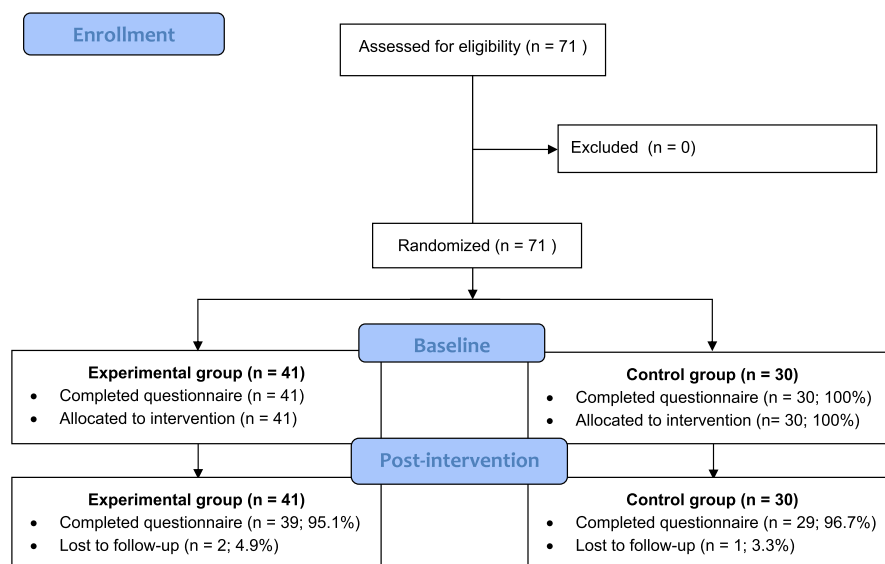 Enrollment
Assessed for eligibility (n = 71 )
Excluded  (n = 0)
Randomized (n = 71 )
Baseline
Experimental group (n = 41)
• Completed questionnaire (n = 41)
• Allocated to intervention (n = 41)
Control group (n = 30)
• Completed questionnaire (n = 30; 100%)
• Allocated to intervention (n= 30; 100%)
Post-intervention
Experimental group (n = 41)
• Completed questionnaire (n = 39; 95.1%)
• Lost to follow-up (n = 2; 4.9%)
Control group (n = 30)
• Completed questionnaire (n = 29; 96.7%)
• Lost to follow-up (n = 1; 3.3%)